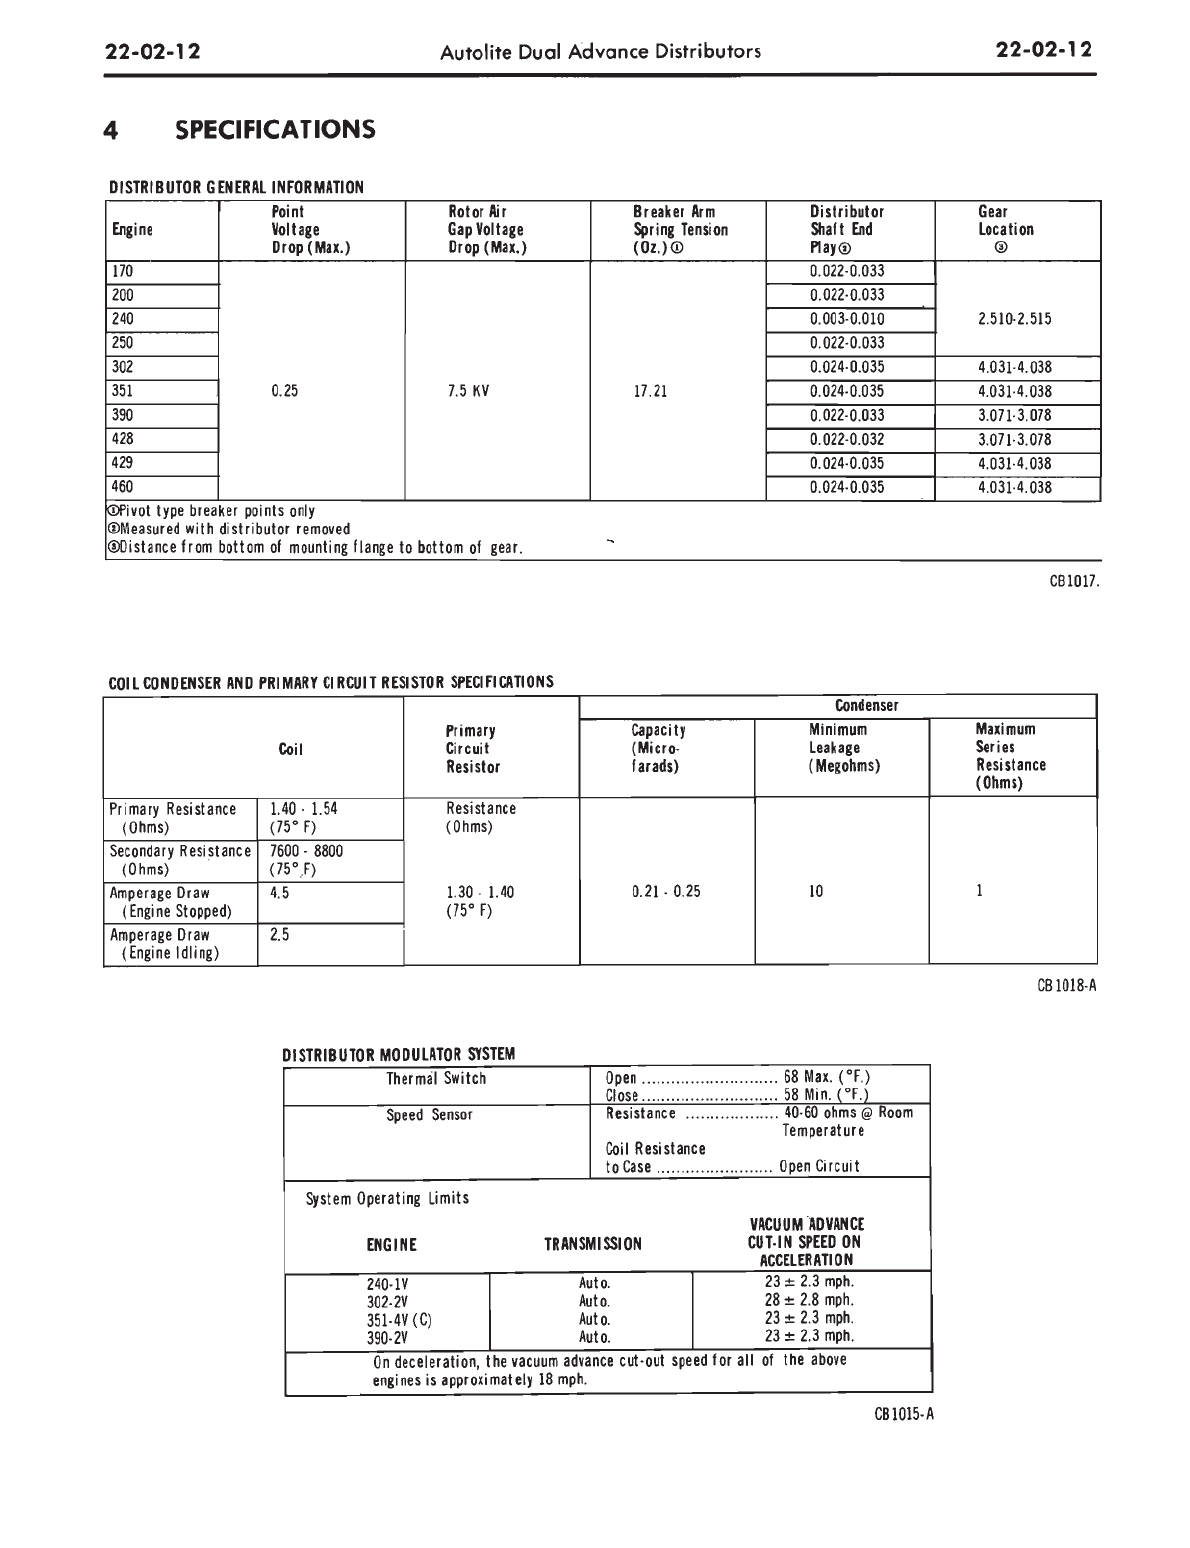 22-02-12 Autolite Dual Advance Distributors 22-02-12
4 SPECIFICATIONS
DISTRIBUTOR GENERAL INFORMATION
Engine Point Voltage Drop (Max.) Rotor Air Gap Voltage Drop (Max.) Breaker Arm Spring Tension (Oz.)① Distributor Shaft End Play② Gear Location ③
170 0.022-0.033
200 0.022-0.033
240 0.003-0.010 2.510-2.515
250 0.022-0.033
302 0.024-0.035 4.031-4.038
351 0.25 7.5 KV 17.21 0.024-0.035 4.031-4.038
390 0.022-0.033 3.071-3.078
428 0.022-0.032 3.071-3.078
429 0.024-0.035 4.031-4.038
460 0.024-0.035 4.031-4.038
①Pivot type breaker points only
②Measured with distributor removed
③Distance from bottom of mounting flange to bottom of gear.
CB1017.
COIL CONDENSER AND PRIMARY CIRCUIT RESISTOR SPECIFICATIONS
Condenser
Coil Primary Circuit Resistor Capacity (Micro-farads) Minimum Leakage (Megohms) Maximum Series Resistance (Ohms)
Primary Resistance 1.40 - 1.54 Resistance
(Ohms) (75° F) (Ohms)
Secondary Resistance 7600 - 8800
(Ohms) (75° F)
Amperage Draw 4.5 1.30 - 1.40 0.21 - 0.25 10 1
(Engine Stopped) (75° F)
Amperage Draw 2.5
(Engine Idling)
CB1018-A
DISTRIBUTOR MODULATOR SYSTEM
Thermal Switch Open ............................ 68 Max. (°F.)
Close ............................ 58 Min. (°F.)
Speed Sensor Resistance ................... 40-60 ohms @ Room
Temperature
Coil Resistance
to Case ........................ Open Circuit
System Operating Limits
VACUUM ADVANCE
ENGINE TRANSMISSION CUT-IN SPEED ON
ACCELERATION
240-1V Auto. 23 ± 2.3 mph.
302-2V Auto. 28 ± 2.8 mph.
351-4V (C) Auto. 23 ± 2.3 mph.
390-2V Auto. 23 ± 2.3 mph.
On deceleration, the vacuum advance cut-out speed for all of the above
engines is approximately 18 mph.
CB1015-A